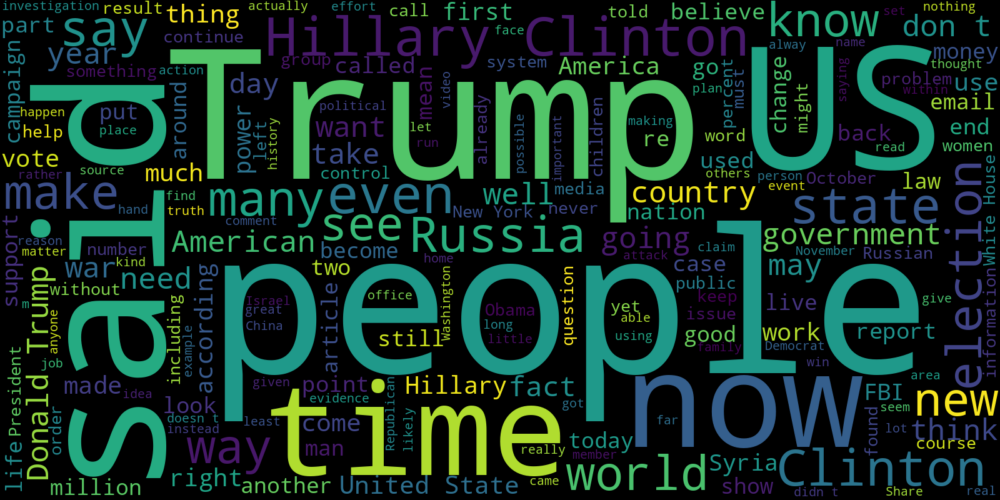 investigation result thing
actually effort call first told believe know don t set nothing
part say continue face
campaign year something Hillary Clinton alway name thought
Trump US
said
group called system America go money
day mean video plan change problem within
action re percent must might use saying
happen put around power left history want political already possible important making children email
help place let run word back read end
vote source take control used women
much
rather make find many even well media country others person event October law White House
truth hand New York never nation state
comment see Russia going government election
support reason matter American become home claim November Russian
number war two attack case public may
kind need without according article question
people
Israel great China office Washington Obama long little still yet able using keep issue good family live work Democrat report give information
including example
Donald Trump anyone m
job made idea given point evidence Hillary fact win area
President life order look least Republican likely got now FBI seem new
doesn t instead come time far found lot think
way man really today course
right member world Syria Clinton
million another United State came show didn t Share real